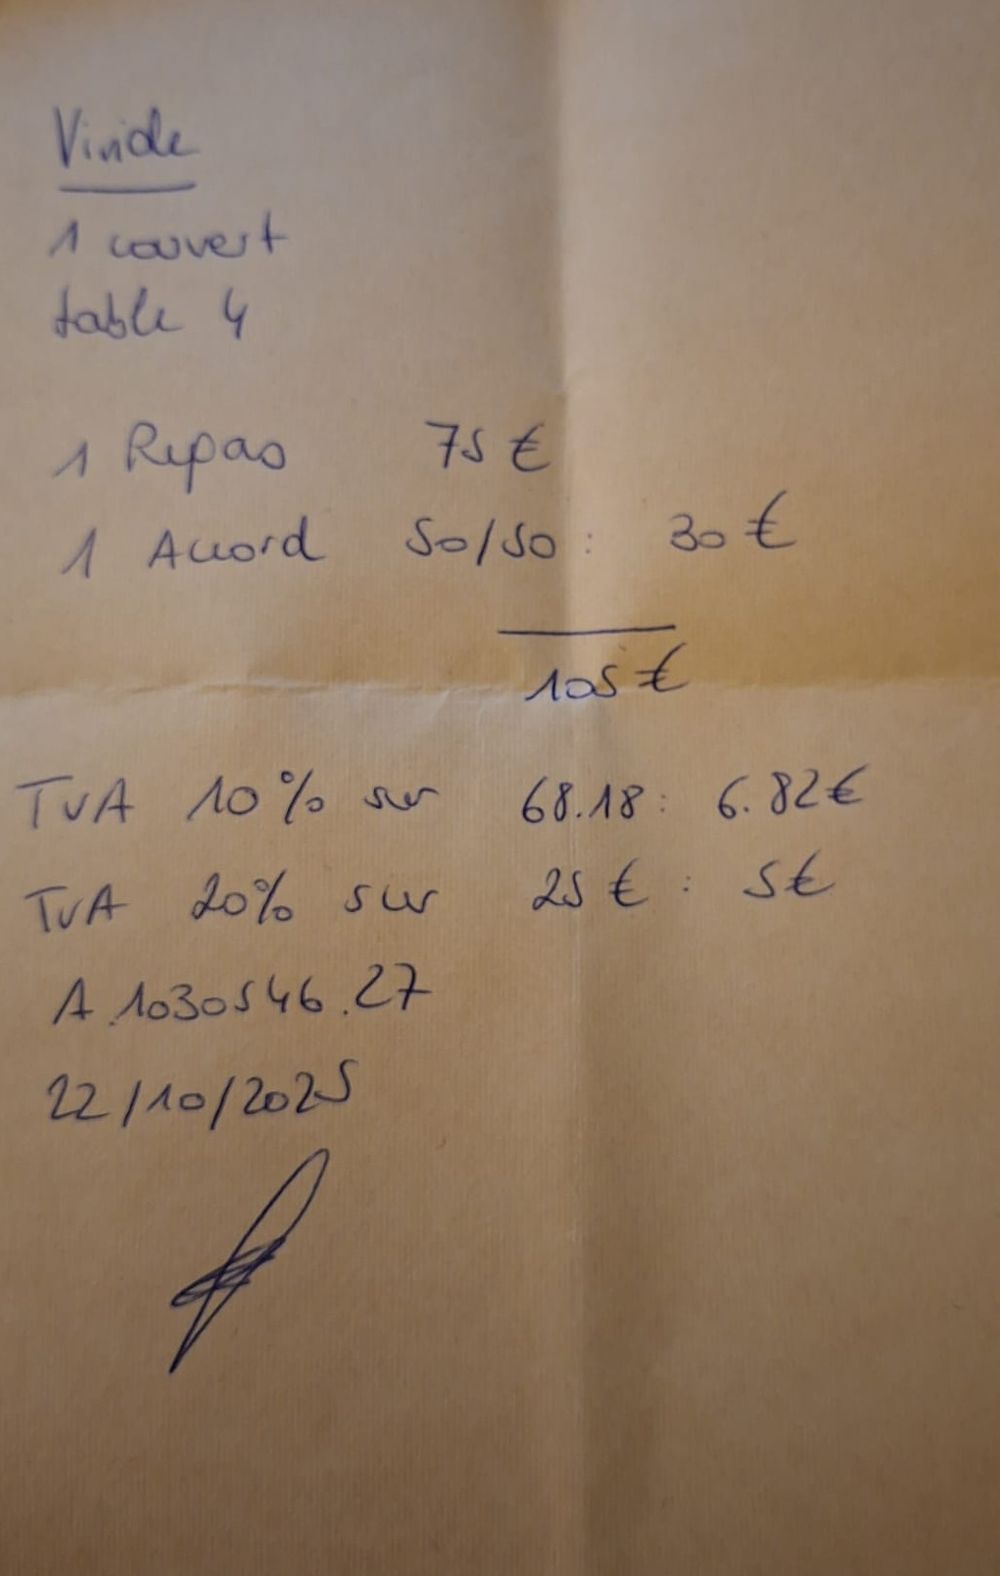 Vivide
1 couvert
table 4
1 Repas 75 €
1 Accord 50/50 : 30 €
105 €
TVA 10% sur 68.18 : 6.82€
TVA 20% sur 25 € : 5€
A.1030546.27
22/10/2025